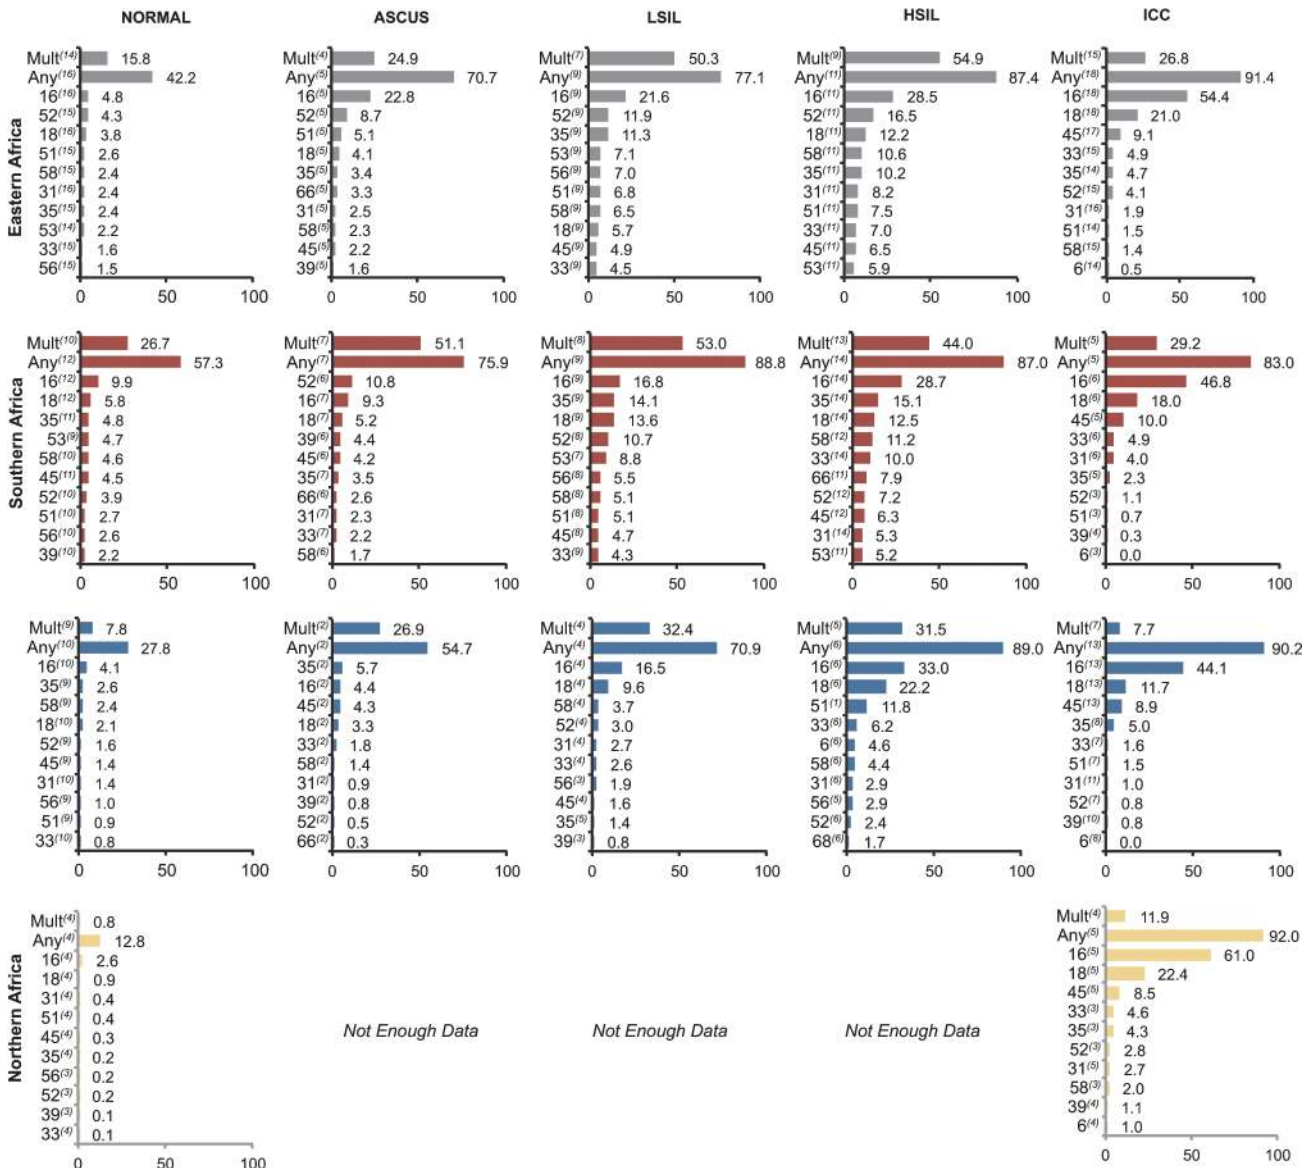 NORMAL ASCUS LSIL HSIL ICC
Eastern Africa
Mult(14) 15.8
Any(16) 42.2
16(16) 4.8
52(15) 4.3
18(16) 3.8
51(15) 2.6
58(15) 2.4
31(16) 2.4
35(15) 2.4
53(14) 2.2
33(15) 1.6
56(15) 1.5
0 50 100
Mult(4) 24.9
Any(5) 70.7
16(5) 22.8
52(5) 8.7
51(5) 5.1
18(5) 4.1
35(5) 3.4
66(5) 3.3
31(5) 2.5
58(5) 2.3
45(5) 2.2
39(5) 1.6
0 50 100
Mult(7) 50.3
Any(9) 77.1
16(9) 21.6
52(9) 11.9
35(9) 11.3
53(9) 7.1
56(9) 7.0
51(9) 6.8
58(9) 6.5
18(9) 5.7
45(9) 4.9
33(9) 4.5
0 50 100
Mult(9) 54.9
Any(11) 87.4
16(11) 28.5
52(11) 16.5
18(11) 12.2
58(11) 10.6
35(11) 10.2
31(11) 8.2
51(11) 7.5
33(11) 7.0
45(11) 6.5
53(11) 5.9
0 50 100
Mult(15) 26.8
Any(18) 91.4
16(18) 54.4
18(18) 21.0
45(17) 9.1
33(15) 4.9
35(14) 4.7
52(15) 4.1
31(16) 1.9
51(14) 1.5
58(15) 1.4
6(14) 0.5
0 50 100
Southern Africa
Mult(10) 26.7
Any(12) 57.3
16(12) 9.9
18(12) 5.8
35(11) 4.8
53(9) 4.7
58(10) 4.6
45(11) 4.5
52(10) 3.9
51(10) 2.7
56(10) 2.6
39(10) 2.2
0 50 100
Mult(7) 51.1
Any(7) 75.9
52(6) 10.8
16(7) 9.3
18(7) 5.2
39(6) 4.4
45(6) 4.2
35(7) 3.5
66(6) 2.6
31(7) 2.3
33(7) 2.2
58(6) 1.7
0 50 100
Mult(8) 53.0
Any(9) 88.8
16(9) 16.8
35(9) 14.1
18(9) 13.6
52(8) 10.7
53(7) 8.8
56(8) 5.5
58(8) 5.1
51(8) 5.1
45(8) 4.7
33(9) 4.3
0 50 100
Mult(13) 44.0
Any(14) 87.0
16(14) 28.7
35(14) 15.1
18(14) 12.5
58(12) 11.2
33(14) 10.0
66(11) 7.9
52(12) 7.2
45(12) 6.3
31(14) 5.3
53(11) 5.2
0 50 100
Mult(5) 29.2
Any(5) 83.0
16(6) 46.8
18(6) 18.0
45(5) 10.0
33(6) 4.9
31(6) 4.0
35(5) 2.3
52(3) 1.1
51(3) 0.7
39(4) 0.3
6(3) 0.0
0 50 100
Mult(9) 7.8
Any(10) 27.8
16(10) 4.1
35(9) 2.6
58(9) 2.4
18(10) 2.1
52(9) 1.6
45(9) 1.4
31(10) 1.4
56(9) 1.0
51(9) 0.9
33(10) 0.8
0 50 100
Mult(2) 26.9
Any(2) 54.7
35(2) 5.7
16(2) 4.4
45(2) 4.3
18(2) 3.3
33(2) 1.8
58(2) 1.4
31(2) 0.9
39(2) 0.8
52(2) 0.5
66(2) 0.3
0 50 100
Mult(4) 32.4
Any(4) 70.9
16(4) 16.5
18(4) 9.6
58(4) 3.7
52(4) 3.0
31(4) 2.7
33(4) 2.6
56(3) 1.9
45(4) 1.6
35(5) 1.4
39(3) 0.8
0 50 100
Mult(5) 31.5
Any(6) 89.0
16(6) 33.0
18(6) 22.2
51(1) 11.8
33(6) 6.2
6(6) 4.6
58(6) 4.4
31(6) 2.9
56(5) 2.9
52(6) 2.4
68(6) 1.7
0 50 100
Mult(7) 7.7
Any(13) 90.2
16(13) 44.1
18(13) 11.7
45(13) 8.9
35(8) 5.0
33(7) 1.6
51(7) 1.5
31(11) 1.0
52(7) 0.8
39(10) 0.8
6(8) 0.0
0 50 100
Northern Africa
Mult(4) 0.8
Any(4) 12.8
16(4) 2.6
18(4) 0.9
31(4) 0.4
51(4) 0.4
45(4) 0.3
35(4) 0.2
56(3) 0.2
52(3) 0.2
39(3) 0.1
33(4) 0.1
0 50 100
Not Enough Data
Not Enough Data
Not Enough Data
Mult(4) 11.9
Any(5) 92.0
16(5) 61.0
18(5) 22.4
45(5) 8.5
33(3) 4.6
35(3) 4.3
52(3) 2.8
31(5) 2.7
58(3) 2.0
39(4) 1.1
6(4) 1.0
0 50 100